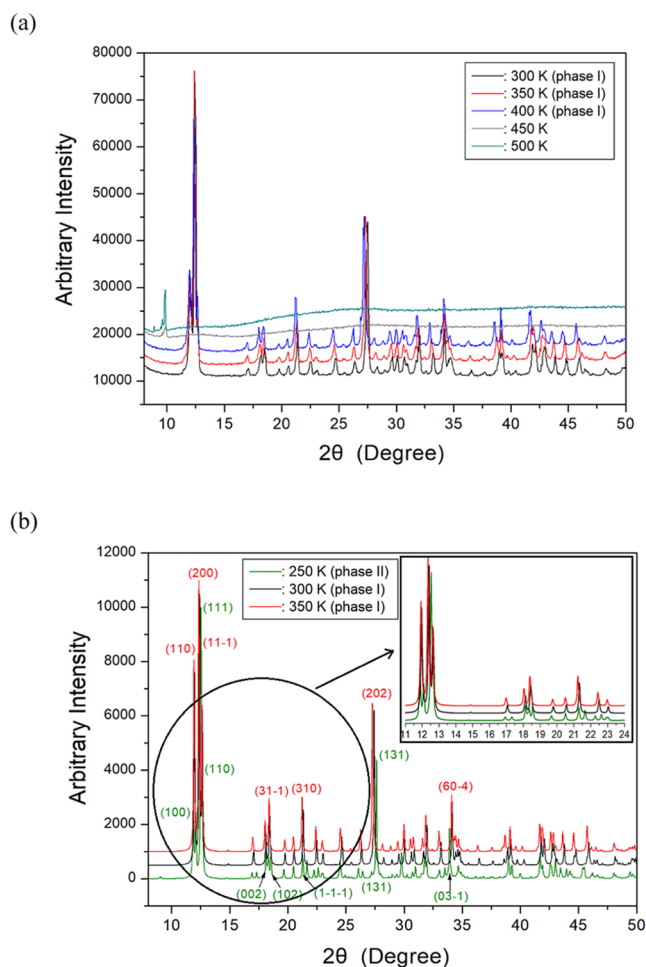 (a)
80000
70000
60000
50000
40000
30000
20000
10000
Arbitrary Intensity
: 300 K (phase I)
: 350 K (phase I)
: 400 K (phase I)
: 450 K
: 500 K
10 15 20 25 30 35 40 45 50
2θ (Degree)
(b)
12000
10000
8000
6000
4000
2000
0
Arbitrary Intensity
: 250 K (phase II)
: 300 K (phase I)
: 350 K (phase I)
(200)
(111)
(110) (11-1)
(202)
(131)
(110)
(100)
(31-1) (310)
(60-4)
(002) (102) (1-1-1) (131) (03-1)
11 12 13 14 15 16 17 18 19 20 21 22 23 24
10 15 20 25 30 35 40 45 50
2θ (Degree)